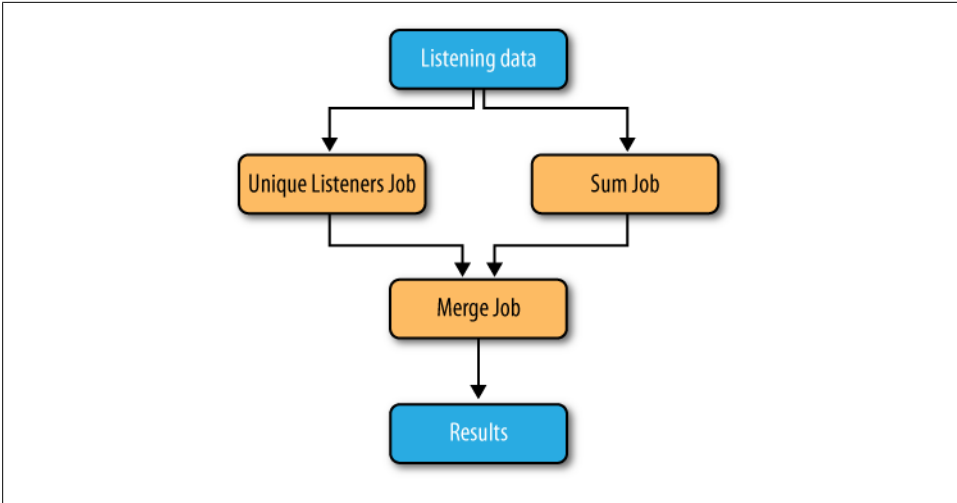 Listening data
Unique Listeners Job
Sum Job
Merge Job
Results